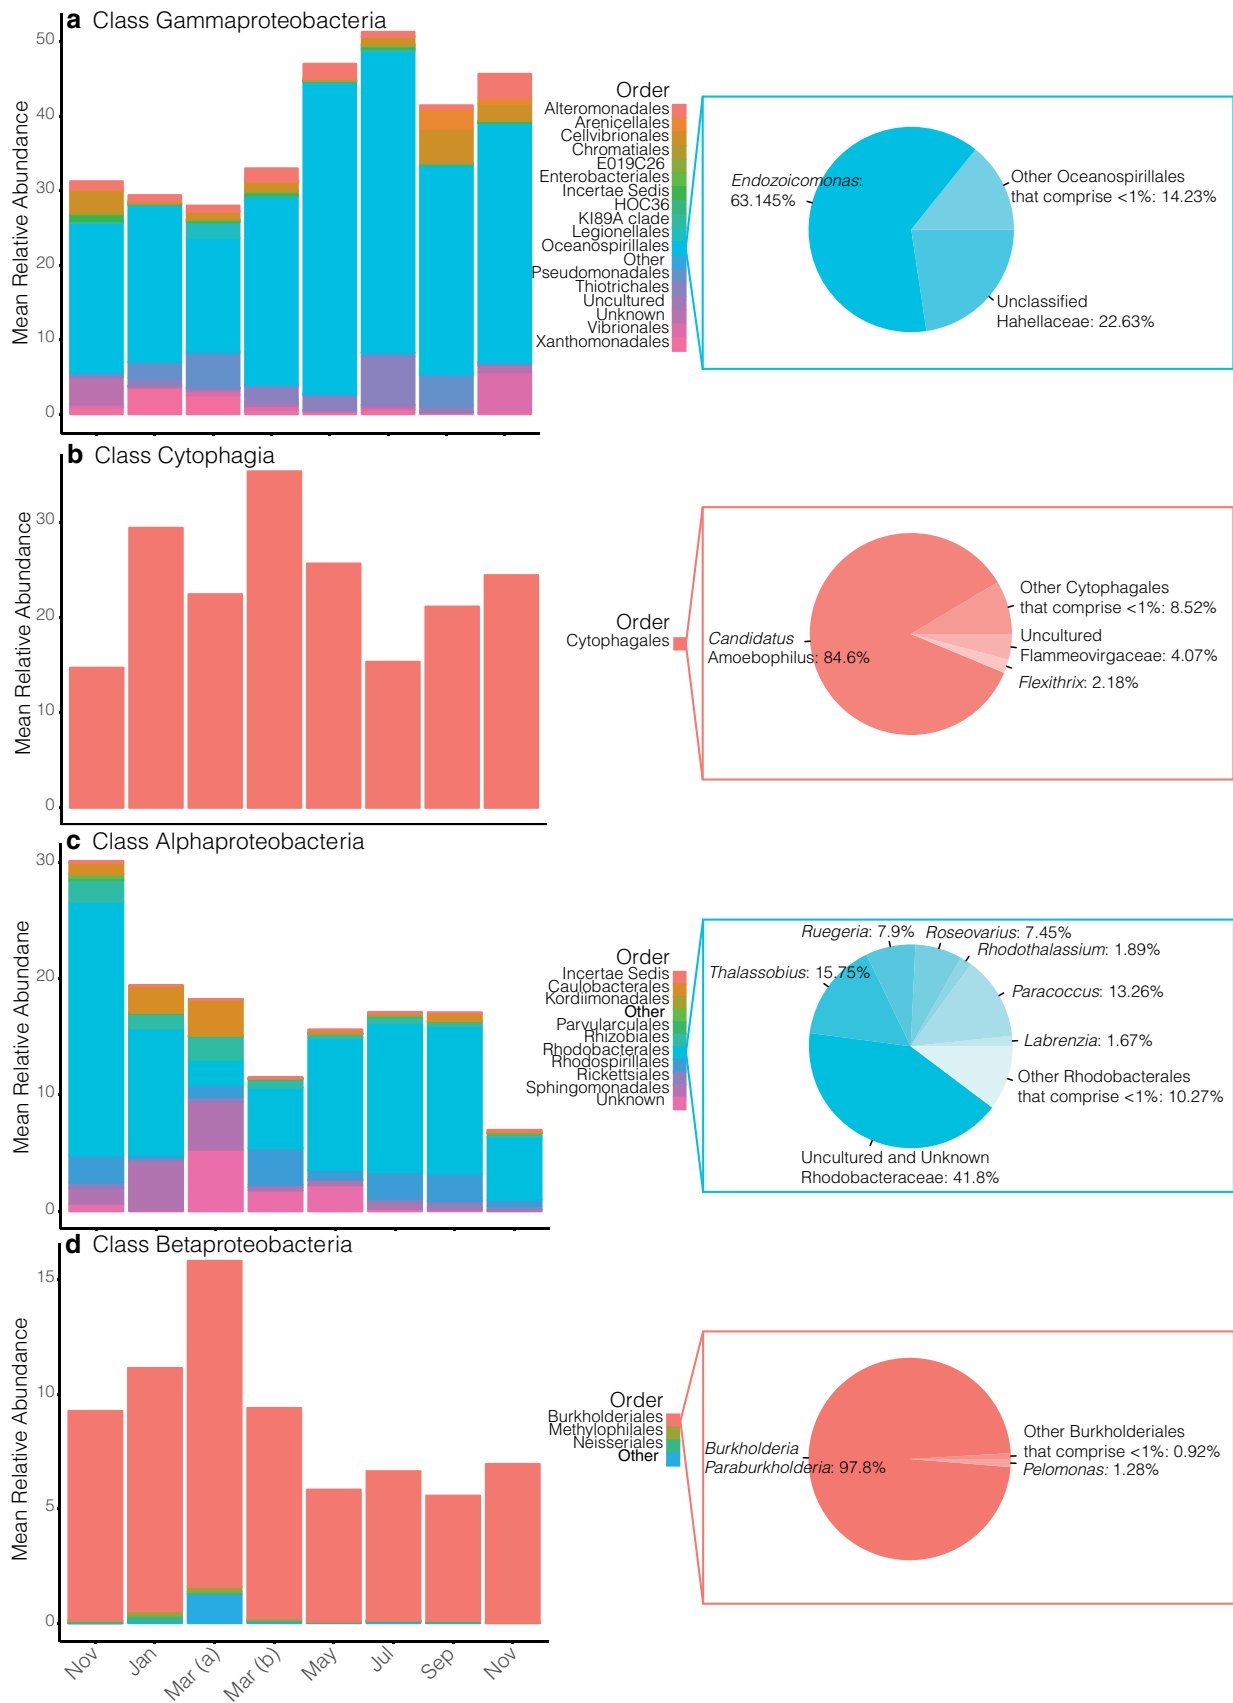 a Class Gammaproteobacteria
Mean Relative Abundance
50
40
30
20
10
0
Order
Alteromonadales
Arenicellales
Cellvibrionales
Chromatiales
E019C26
Enterobacteriales
Incertae Sedis
HOC36
KI89A clade
Legionellales
Oceanospirillales
Other
Pseudomonadales
Thiotrichales
Uncultured
Unknown
Vibrionales
Xanthomonadales
Endozoicomonas:
63.145%
Other Oceanospirillales
that comprise <1%: 14.23%
Unclassified
Hahellaceae: 22.63%
b Class Cytophagia
Mean Relative Abundance
30
20
10
0
Order
Cytophagales
Candidatus
Amoebophilus: 84.6%
Other Cytophagales
that comprise <1%: 8.52%
Uncultured
Flammeovirgaceae: 4.07%
Flexithrix: 2.18%
c Class Alphaproteobacteria
Mean Relative Abundane
30
20
10
0
Order
Incertae Sedis
Caulobacterales
Kordiimonadales
Other
Parvularculales
Rhizobiales
Rhodobacterales
Rhodospirillales
Rickettsiales
Sphingomonadales
Unknown
Ruegeria: 7.9%
Roseovarius: 7.45%
Rhodothalassium: 1.89%
Thalassobius: 15.75%
Paracoccus: 13.26%
Labrenzia: 1.67%
Other Rhodobacterales
that comprise <1%: 10.27%
Uncultured and Unknown
Rhodobacteraceae: 41.8%
d Class Betaproteobacteria
Mean Relative Abundance
15
10
5
0
Order
Burkholderiales
Methylophilales
Neisseriales
Other
Burkholderia
Paraburkholderia: 97.8%
Other Burkholderiales
that comprise <1%: 0.92%
Pelomonas: 1.28%
Nov
Jan
Mar (a)
Mar (b)
May
Jul
Sep
Nov